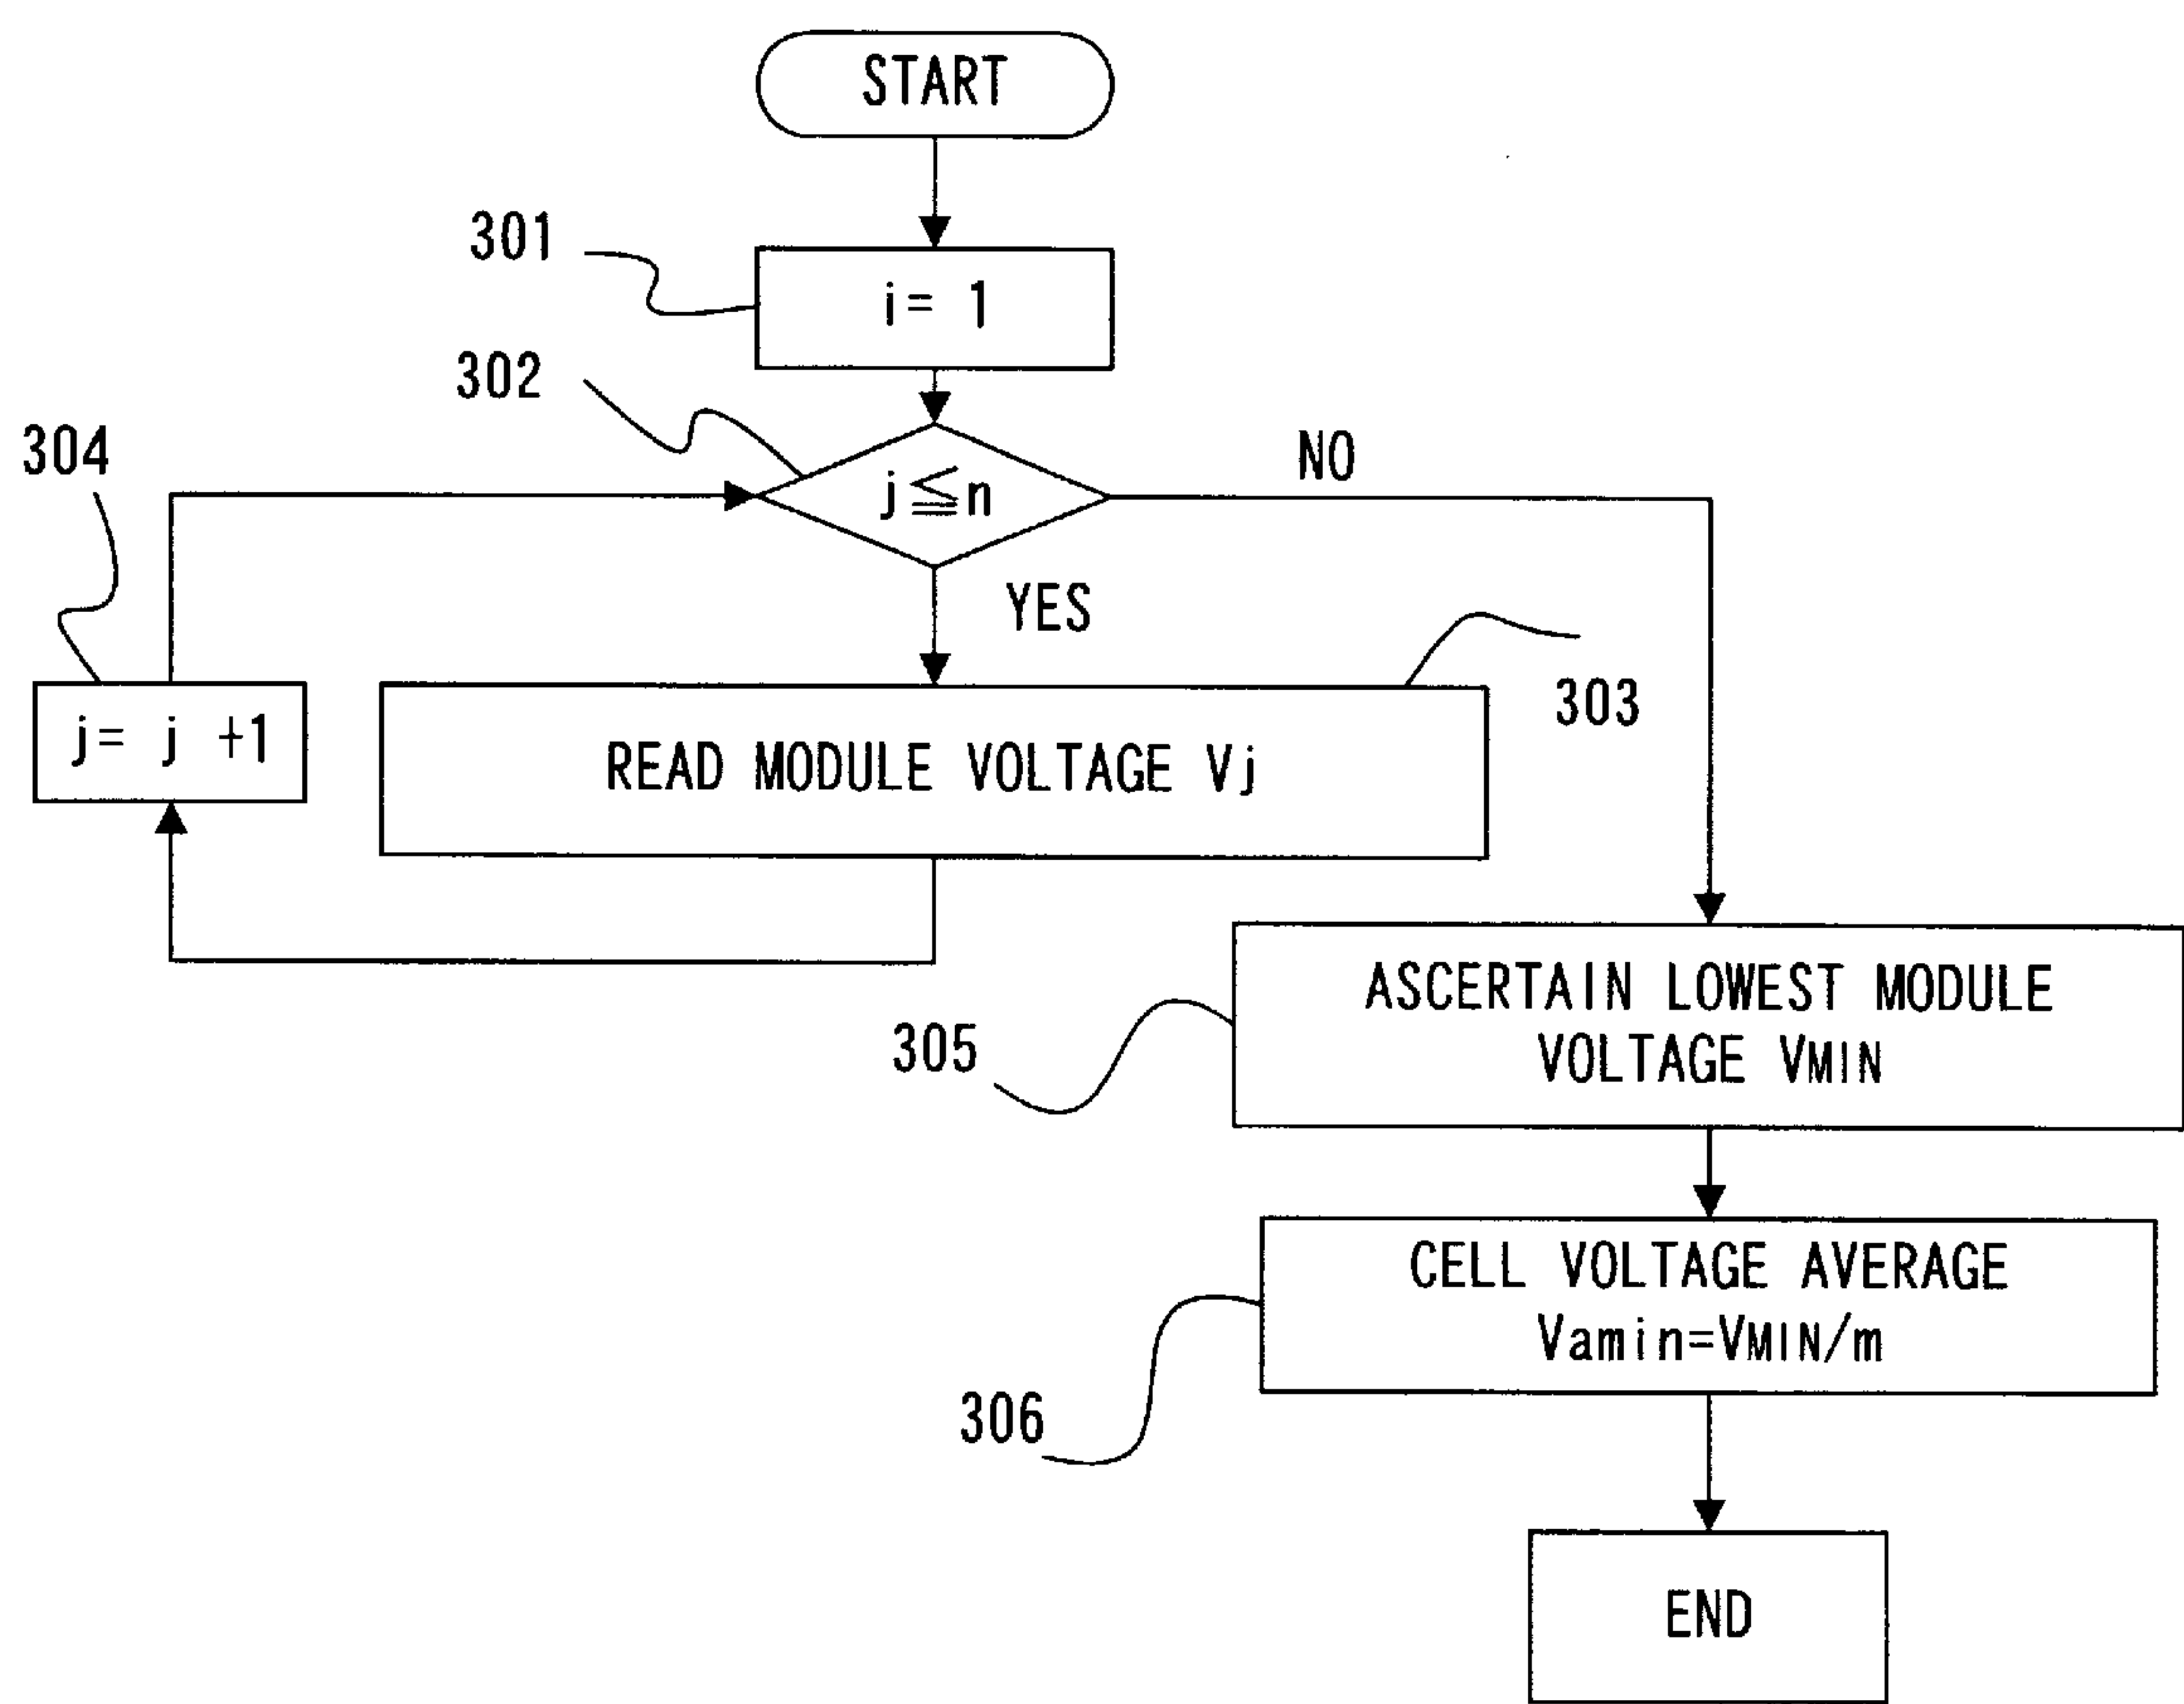 START
301
i= 1
302
304
j≦n
NO
YES
303
j= j +1
READ MODULE VOLTAGE Vj
ASCERTAIN LOWEST MODULE
VOLTAGE VMIN
305
CELL VOLTAGE AVERAGE
Vamin=VMIN/m
306
END